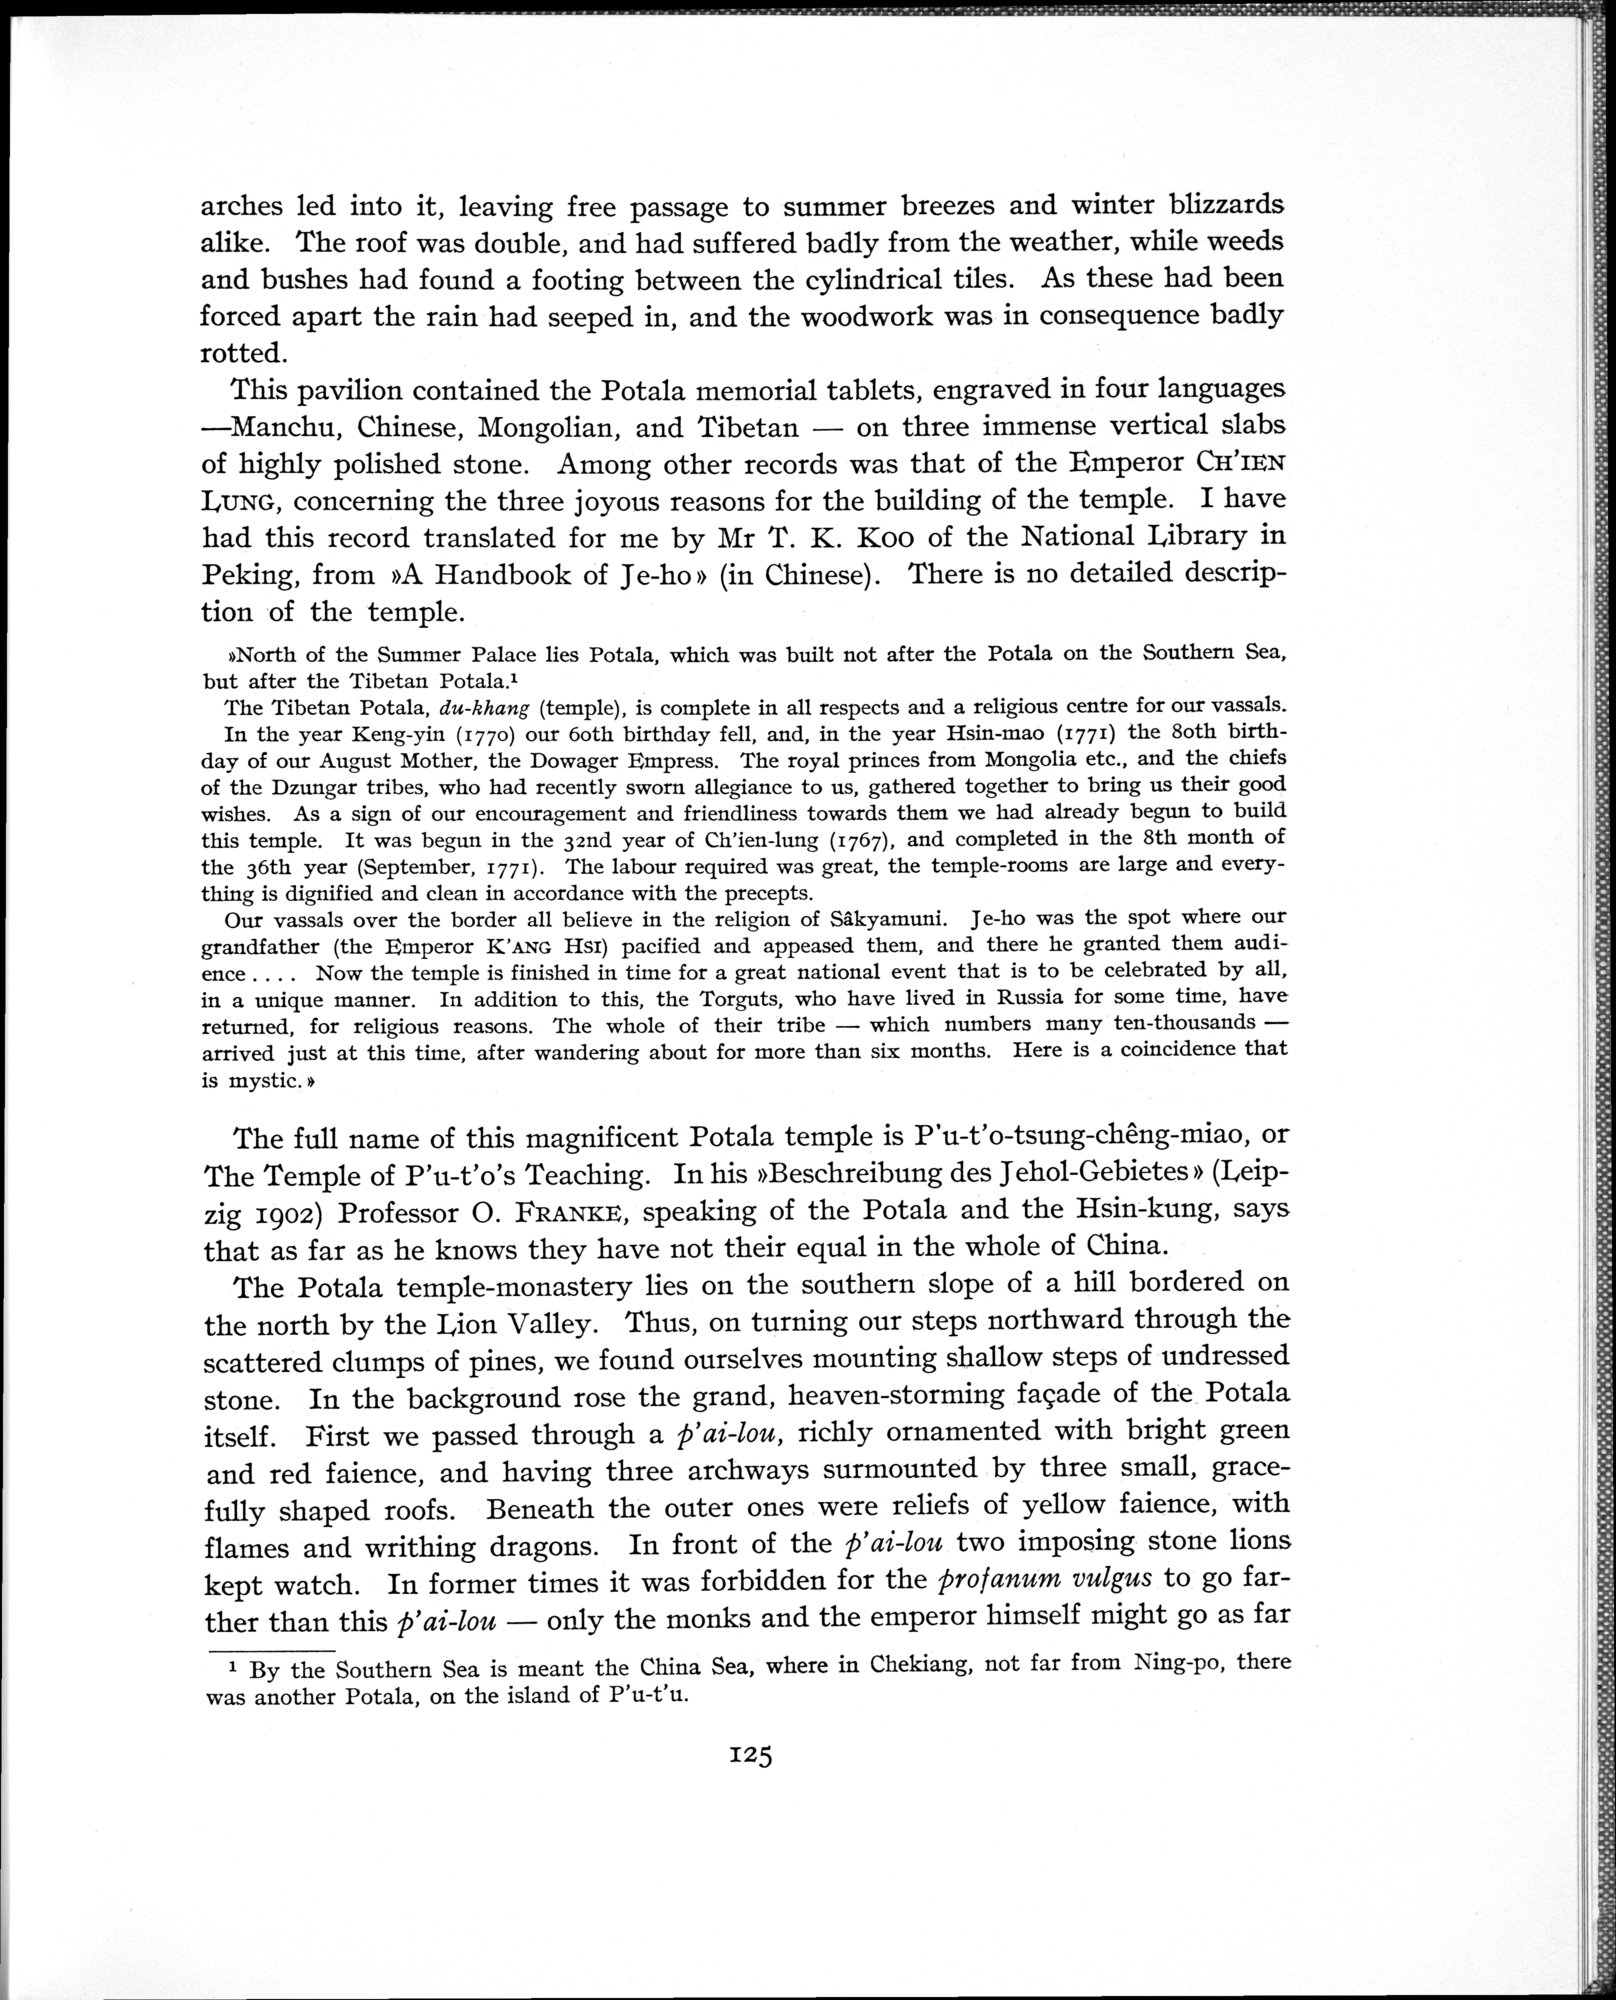 arches led into it, leaving free passage to summer breezes and winter blizzards
alike. The roof was double, and had suffered badly from the weather, while weeds
and bushes had found a footing between the cylindrical tiles. As these had been
forced apart the rain had seeped in, and the woodwork was in consequence badly
rotted.
This pavilion contained the Potala memorial tablets, engraved in four languages
—Manchu, Chinese, Mongolian, and Tibetan — on three immense vertical slabs
of highly polished stone. Among other records was that of the Emperor CH'IEN
LUNG, concerning the three joyous reasons for the building of the temple. I have
had this record translated for me by Mr T. K. KOO of the National Library in
Peking, from »A Handbook of Je-ho» (in Chinese). There is no detailed descrip-
tion of the temple.
»North of the Summer Palace lies Potala, which was built not after the Potala on the Southern Sea,
but after the Tibetan Potala.¹
The Tibetan Potala, du-khang (temple), is complete in all respects and a religious centre for our vassals.
In the year Keng-yin (1770) our 60th birthday fell, and, in the year Hsin-mao (1771) the 80th birth-
day of our August Mother, the Dowager Empress. The royal princes from Mongolia etc., and the chiefs
of the Dzungar tribes, who had recently sworn allegiance to us, gathered together to bring us their good
wishes. As a sign of our encouragement and friendliness towards them we had already begun to build
this temple. It was begun in the 32nd year of Ch'ien-lung (1767), and completed in the 8th month of
the 36th year (September, 1771). The labour required was great, the temple-rooms are large and every-
thing is dignified and clean in accordance with the precepts.
Our vassals over the border all believe in the religion of Sâkyamuni. Je-ho was the spot where our
grandfather (the Emperor K'ANG HSI) pacified and appeased them, and there he granted them audi-
ence .... Now the temple is finished in time for a great national event that is to be celebrated by all,
in a unique manner. In addition to this, the Torguts, who have lived in Russia for some time, have
returned, for religious reasons. The whole of their tribe — which numbers many ten-thousands —
arrived just at this time, after wandering about for more than six months. Here is a coincidence that
is mystic.»
The full name of this magnificent Potala temple is P'u-t'o-tsung-chêng-miao, or
The Temple of P'u-t'o's Teaching. In his »Beschreibung des Jehol-Gebietes» (Leip-
zig 1902) Professor O. FRANKE, speaking of the Potala and the Hsin-kung, says
that as far as he knows they have not their equal in the whole of China.
The Potala temple-monastery lies on the southern slope of a hill bordered on
the north by the Lion Valley. Thus, on turning our steps northward through the
scattered clumps of pines, we found ourselves mounting shallow steps of undressed
stone. In the background rose the grand, heaven-storming façade of the Potala
itself. First we passed through a p'ai-lou, richly ornamented with bright green
and red faience, and having three archways surmounted by three small, grace-
fully shaped roofs. Beneath the outer ones were reliefs of yellow faience, with
flames and writhing dragons. In front of the p'ai-lou two imposing stone lions
kept watch. In former times it was forbidden for the profanum vulgus to go far-
ther than this p'ai-lou — only the monks and the emperor himself might go as far
¹ By the Southern Sea is meant the China Sea, where in Chekiang, not far from Ning-po, there
was another Potala, on the island of P'u-t'u.
125